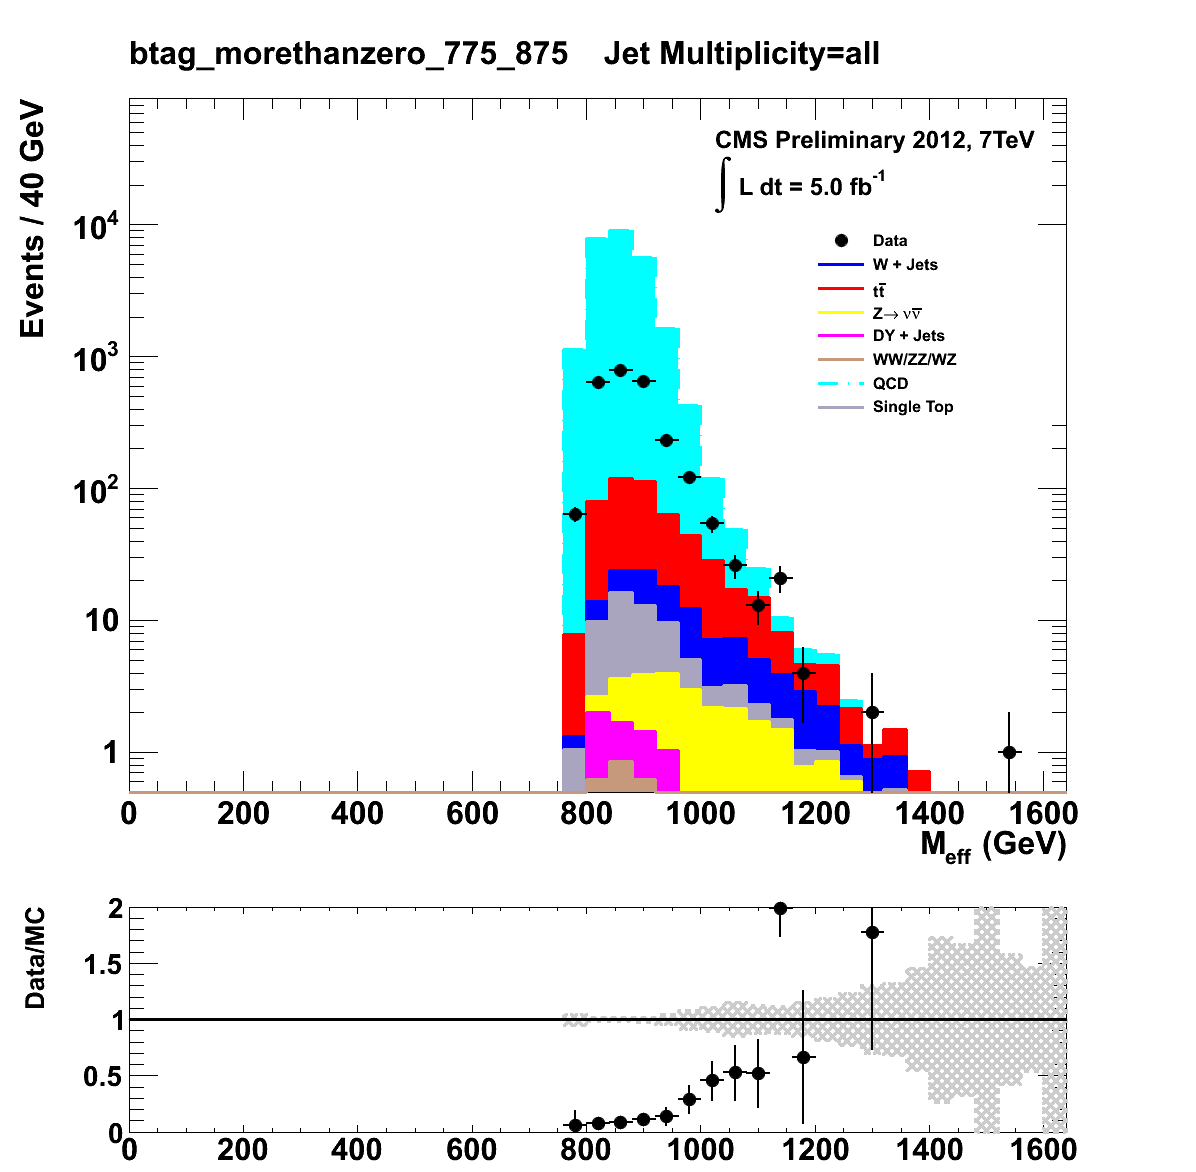 btag_morethanzero_775_875 Jet Multiplicity=all
Events / 40 GeV
CMS Preliminary 2012, 7TeV
∫ L dt = 5.0 fb⁻¹
Data
W + Jets
tt̅
Z→ νν̅
DY + Jets
WW/ZZ/WZ
QCD
Single Top
10⁴
10³
10²
10
1
0 200 400 600 800 1000 1200 1400 1600
M_eff (GeV)
Data/MC
2
1.5
1
0.5
0
0 200 400 600 800 1000 1200 1400 1600